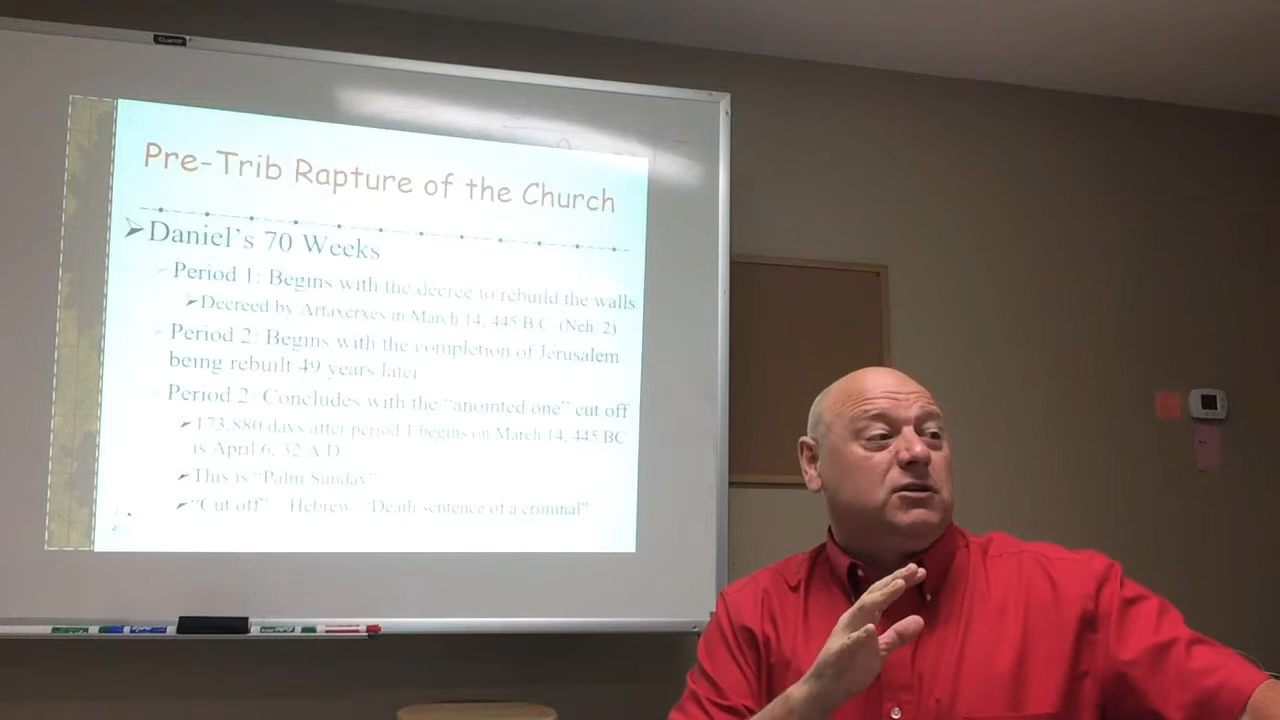 Quartet
Pre-Trib Rapture of the Church
Daniel's 70 Weeks
Period 1: Begins with the decree to rebuild the walls
Decreed by Artaxerxes in March 14, 445 B.C. (Neh. 2)
Period 2: Begins with the completion of Jerusalem
being rebuilt 49 years later
Period 2: Concludes with the "anointed one" cut off
173,880 days after period 1 begins on March 14, 445 BC
is April 6, 32 A.D.
This is "Palm Sunday"
"Cut off" Hebrew "Death sentence of a criminal"